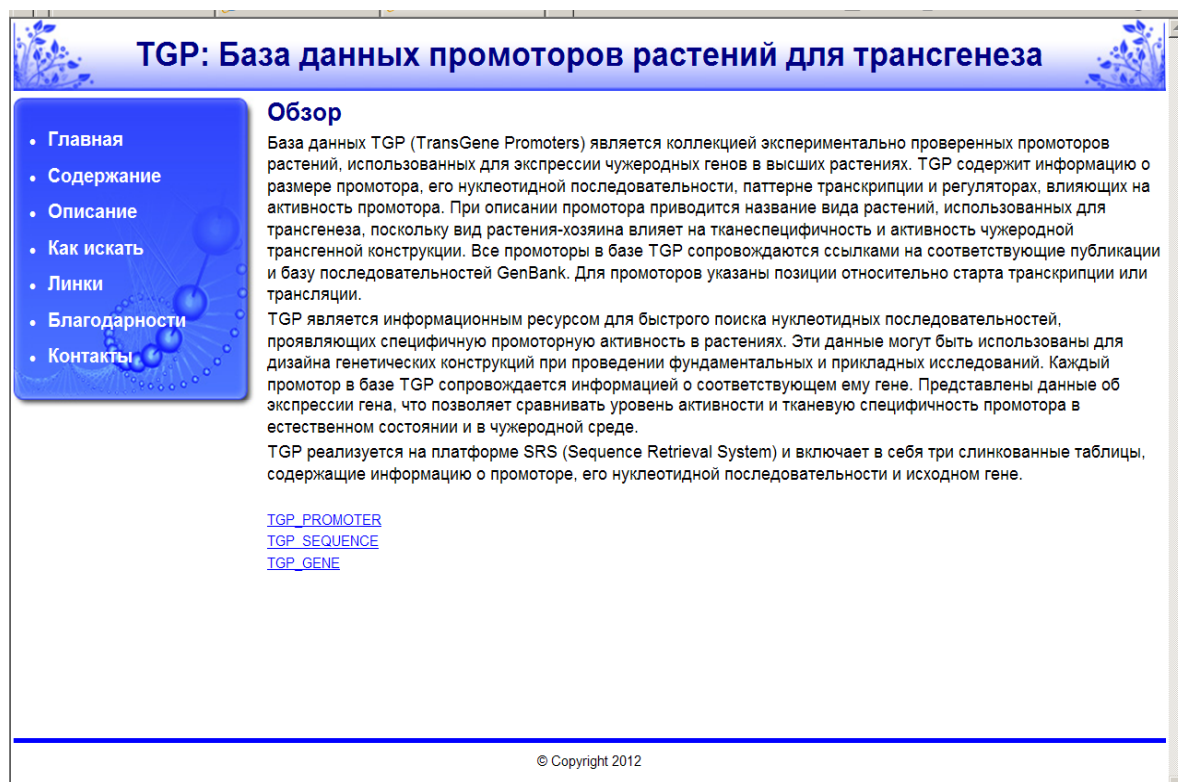 TGP: База данных промоторов растений для трансгенеза
• Главная
• Содержание
• Описание
• Как искать
• Линки
• Благодарности
• Контакты
Обзор
База данных TGP (TransGene Promoters) является коллекцией экспериментально проверенных промоторов
растений, использованных для экспрессии чужеродных генов в высших растениях. TGP содержит информацию о
размере промотора, его нуклеотидной последовательности, паттерне транскрипции и регуляторах, влияющих на
активность промотора. При описании промотора приводится название вида растений, использованных для
трансгенеза, поскольку вид растения-хозяина влияет на тканеспецифичность и активность чужеродной
трансгенной конструкции. Все промоторы в базе TGP сопровождаются ссылками на соответствующие публикации
и базу последовательностей GenBank. Для промоторов указаны позиции относительно старта транскрипции или
трансляции.
TGP является информационным ресурсом для быстрого поиска нуклеотидных последовательностей,
проявляющих специфичную промоторную активность в растениях. Эти данные могут быть использованы для
дизайна генетических конструкций при проведении фундаментальных и прикладных исследований. Каждый
промотор в базе TGP сопровождается информацией о соответствующем ему гене. Представлены данные об
экспрессии гена, что позволяет сравнивать уровень активности и тканевую специфичность промотора в
естественном состоянии и в чужеродной среде.
TGP реализуется на платформе SRS (Sequence Retrieval System) и включает в себя три слинкованные таблицы,
содержащие информацию о промоторе, его нуклеотидной последовательности и исходном гене.
TGP_PROMOTER
TGP_SEQUENCE
TGP_GENE
© Copyright 2012